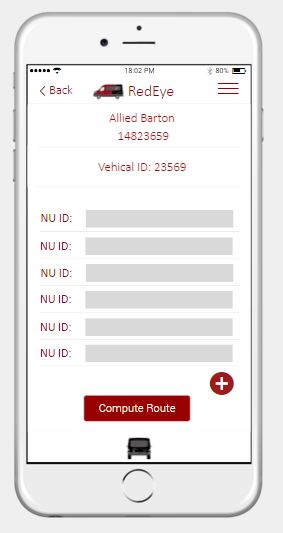 18:02 PM 80%
Back RedEye
Allied Barton
14823659
Vehical ID: 23569
NU ID:
NU ID:
NU ID:
NU ID:
NU ID:
NU ID:
Compute Route